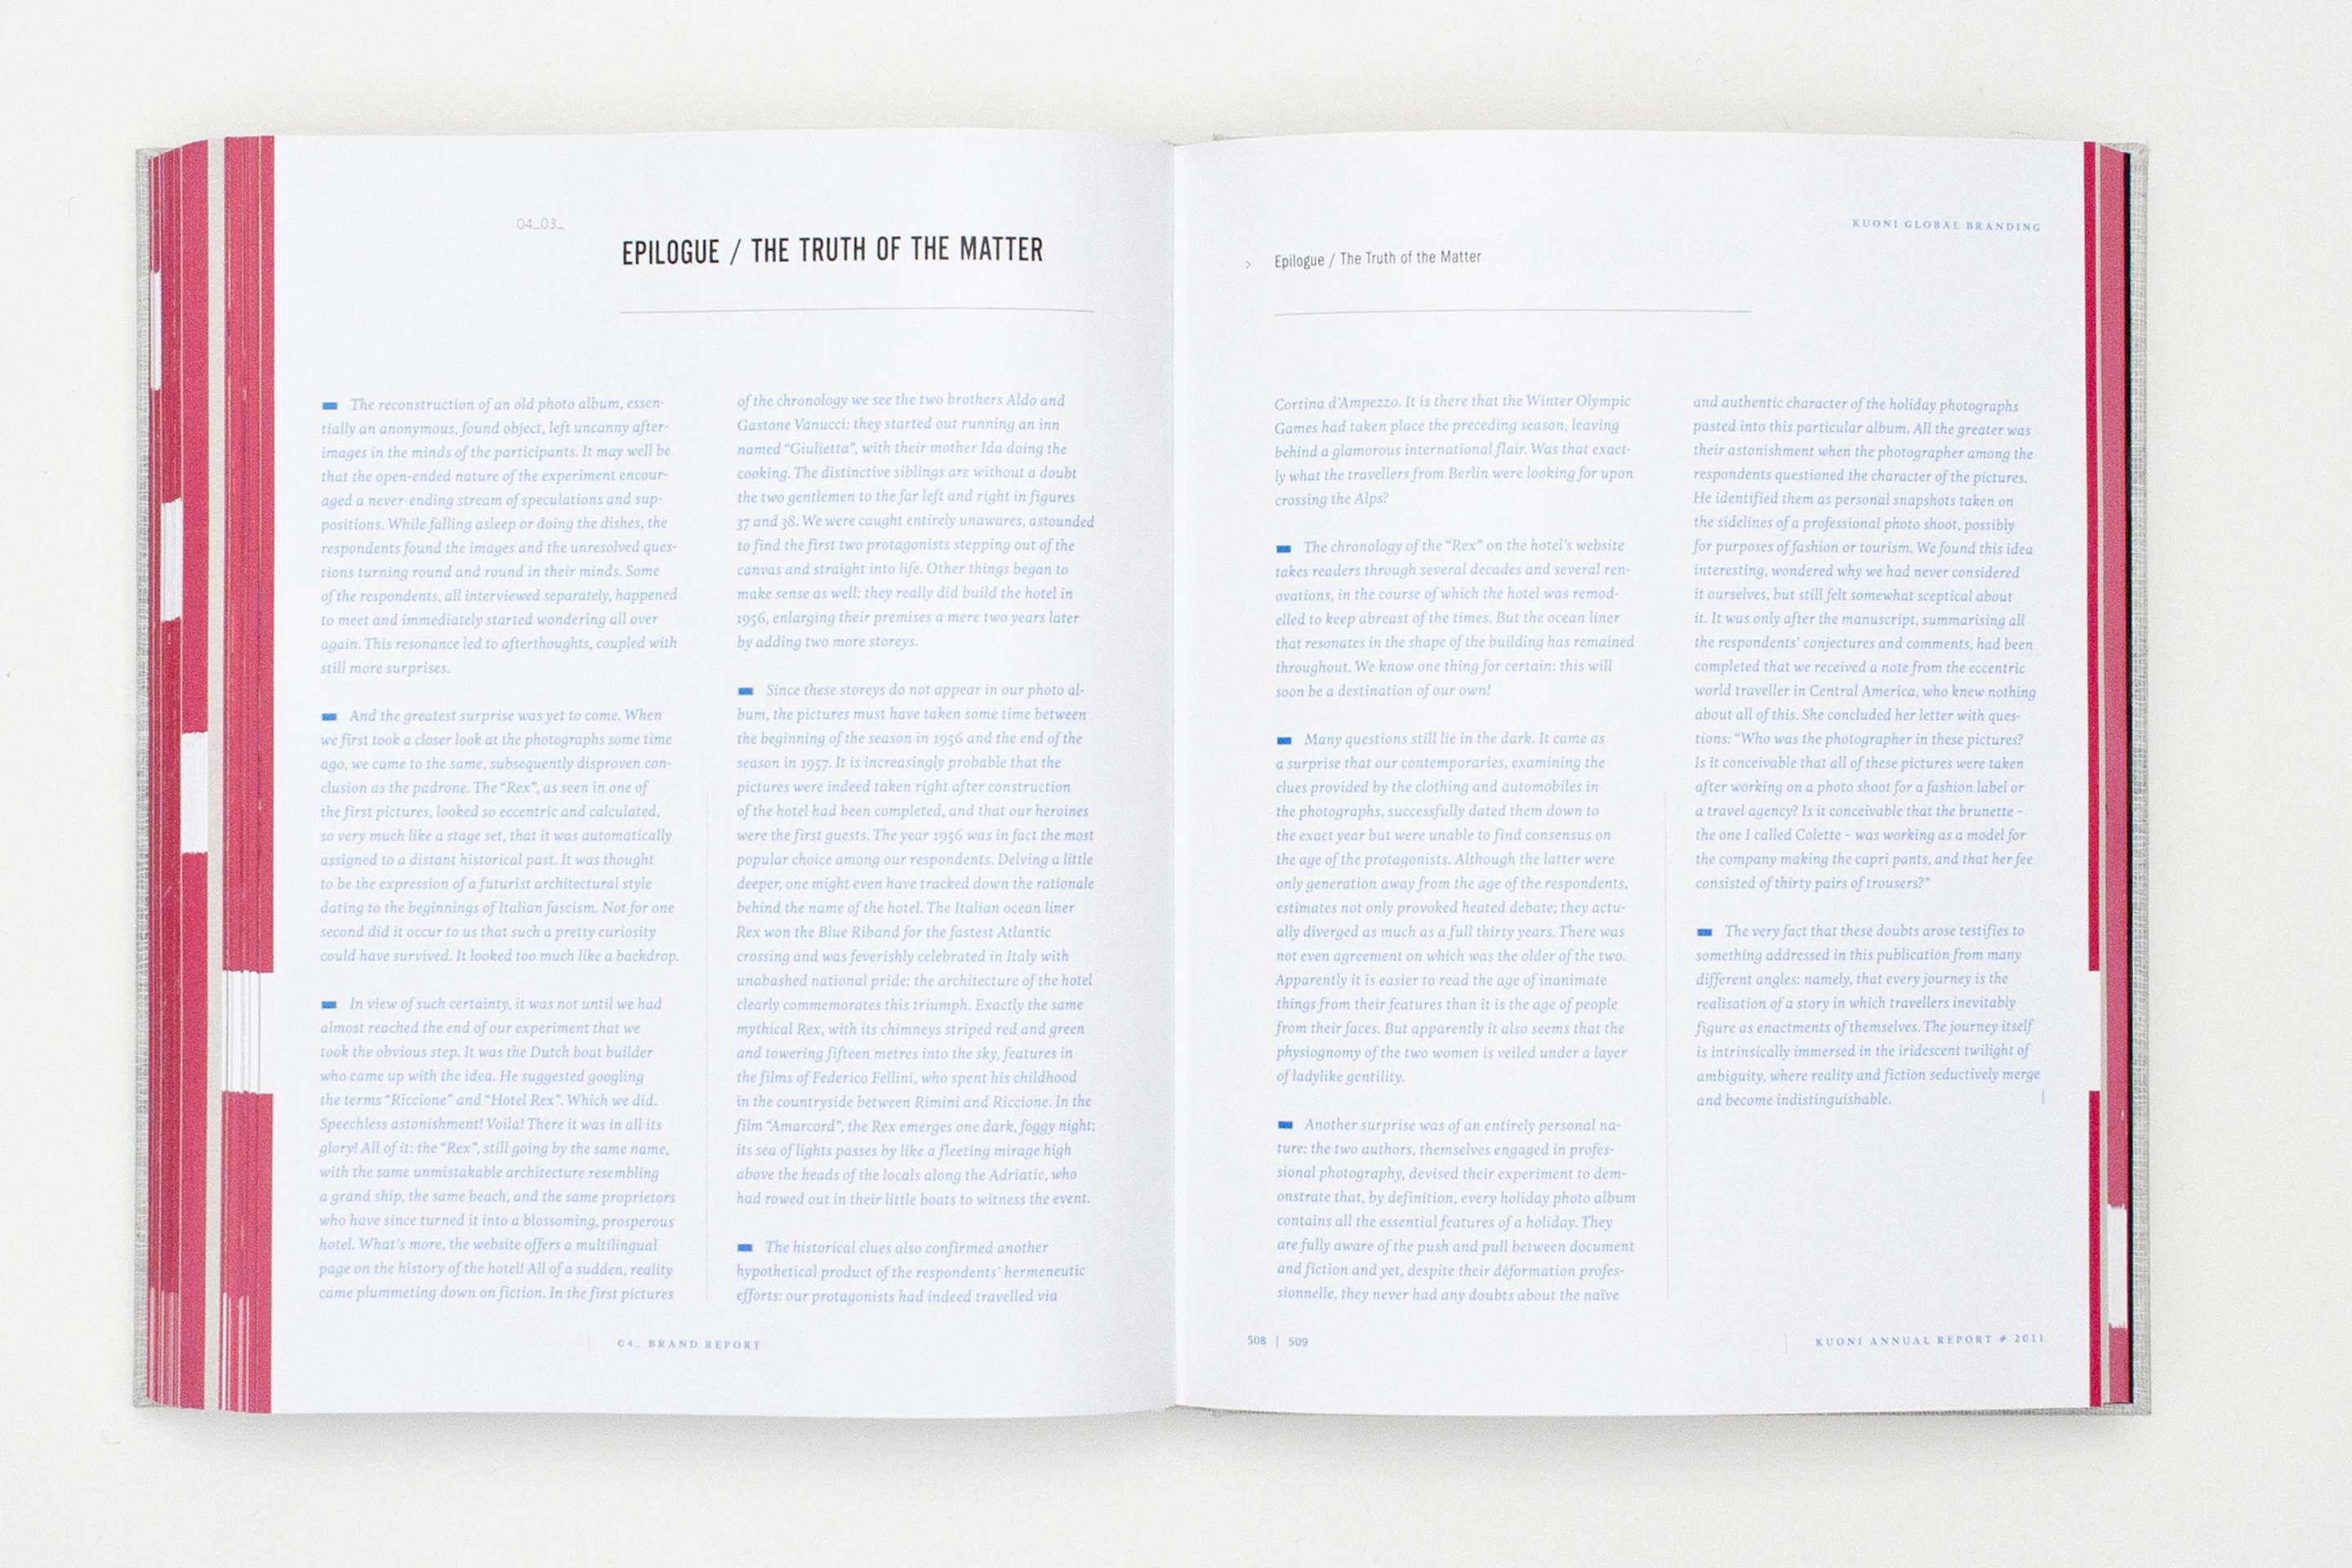 04_03_
EPILOGUE / THE TRUTH OF THE MATTER
The reconstruction of an old photo album, essen-
tially an anonymous, found object, left uncanny after-
images in the minds of the participants. It may well be
that the open-ended nature of the experiment encour-
aged a never-ending stream of speculations and sup-
positions. While falling asleep or doing the dishes, the
respondents found the images and the unresolved ques-
tions turning round and round in their minds. Some
of the respondents, all interviewed separately, happened
to meet and immediately started wondering all over
again. This resonance led to afterthoughts, coupled with
still more surprises.
And the greatest surprise was yet to come. When
we first took a closer look at the photographs some time
ago, we came to the same, subsequently disproven con-
clusion as the padrone. The “Rex”, as seen in one of
the first pictures, looked so eccentric and calculated,
so very much like a stage set, that it was automatically
assigned to a distant historical past. It was thought
to be the expression of a futurist architectural style
dating to the beginnings of Italian fascism. Not for one
second did it occur to us that such a pretty curiosity
could have survived. It looked too much like a backdrop.
In view of such certainty, it was not until we had
almost reached the end of our experiment that we
took the obvious step. It was the Dutch boat builder
who came up with the idea. He suggested googling
the terms “Riccione” and “Hotel Rex”. Which we did.
Speechless astonishment! Voila! There it was in all its
glory! All of it: the “Rex”, still going by the same name,
with the same unmistakable architecture resembling
a grand ship, the same beach, and the same proprietors
who have since turned it into a blossoming, prosperous
hotel. What's more, the website offers a multilingual
page on the history of the hotel! All of a sudden, reality
came plummeting down on fiction. In the first pictures
of the chronology we see the two brothers Aldo and
Gastone Vanucci: they started out running an inn
named “Giulietta”, with their mother Ida doing the
cooking. The distinctive siblings are without a doubt
the two gentlemen to the far left and right in figures
37 and 38. We were caught entirely unawares, astounded
to find the first two protagonists stepping out of the
canvas and straight into life. Other things began to
make sense as well: they really did build the hotel in
1956, enlarging their premises a mere two years later
by adding two more storeys.
Since these storeys do not appear in our photo al-
bum, the pictures must have taken some time between
the beginning of the season in 1956 and the end of the
season in 1957. It is increasingly probable that the
pictures were indeed taken right after construction
of the hotel had been completed, and that our heroines
were the first guests. The year 1956 was in fact the most
popular choice among our respondents. Delving a little
deeper, one might even have tracked down the rationale
behind the name of the hotel. The Italian ocean liner
Rex won the Blue Riband for the fastest Atlantic
crossing and was feverishly celebrated in Italy with
unabashed national pride: the architecture of the hotel
clearly commemorates this triumph. Exactly the same
mythical Rex, with its chimneys striped red and green
and towering fifteen metres into the sky, features in
the films of Federico Fellini, who spent his childhood
in the countryside between Rimini and Riccione. In the
film “Amarcord”, the Rex emerges one dark, foggy night;
its sea of lights passes by like a fleeting mirage high
above the heads of the locals along the Adriatic, who
had rowed out in their little boats to witness the event.
The historical clues also confirmed another
hypothetical product of the respondents' hermeneutic
efforts: our protagonists had indeed travelled via
04_ BRAND REPORT
KUONI GLOBAL BRANDING
> Epilogue / The Truth of the Matter
Cortina d'Ampezzo. It is there that the Winter Olympic
Games had taken place the preceding season, leaving
behind a glamorous international flair. Was that exact-
ly what the travellers from Berlin were looking for upon
crossing the Alps?
The chronology of the “Rex” on the hotel's website
takes readers through several decades and several ren-
ovations, in the course of which the hotel was remod-
elled to keep abreast of the times. But the ocean liner
that resonates in the shape of the building has remained
throughout. We know one thing for certain: this will
soon be a destination of our own!
Many questions still lie in the dark. It came as
a surprise that our contemporaries, examining the
clues provided by the clothing and automobiles in
the photographs, successfully dated them down to
the exact year but were unable to find consensus on
the age of the protagonists. Although the latter were
only generation away from the age of the respondents,
estimates not only provoked heated debate; they actu-
ally diverged as much as a full thirty years. There was
not even agreement on which was the older of the two.
Apparently it is easier to read the age of inanimate
things from their features than it is the age of people
from their faces. But apparently it also seems that the
physiognomy of the two women is veiled under a layer
of ladylike gentility.
Another surprise was of an entirely personal na-
ture: the two authors, themselves engaged in profes-
sional photography, devised their experiment to dem-
onstrate that, by definition, every holiday photo album
contains all the essential features of a holiday. They
are fully aware of the push and pull between document
and fiction and yet, despite their déformation profes-
sionnelle, they never had any doubts about the naïve
and authentic character of the holiday photographs
pasted into this particular album. All the greater was
their astonishment when the photographer among the
respondents questioned the character of the pictures.
He identified them as personal snapshots taken on
the sidelines of a professional photo shoot, possibly
for purposes of fashion or tourism. We found this idea
interesting, wondered why we had never considered
it ourselves, but still felt somewhat sceptical about
it. It was only after the manuscript, summarising all
the respondents' conjectures and comments, had been
completed that we received a note from the eccentric
world traveller in Central America, who knew nothing
about all of this. She concluded her letter with ques-
tions: “Who was the photographer in these pictures?
Is it conceivable that all of these pictures were taken
after working on a photo shoot for a fashion label or
a travel agency? Is it conceivable that the brunette –
the one I called Colette – was working as a model for
the company making the capri pants, and that her fee
consisted of thirty pairs of trousers?”
The very fact that these doubts arose testifies to
something addressed in this publication from many
different angles: namely, that every journey is the
realisation of a story in which travellers inevitably
figure as enactments of themselves. The journey itself
is intrinsically immersed in the iridescent twilight of
ambiguity, where reality and fiction seductively merge
and become indistinguishable.
508 | 509
KUONI ANNUAL REPORT # 2011